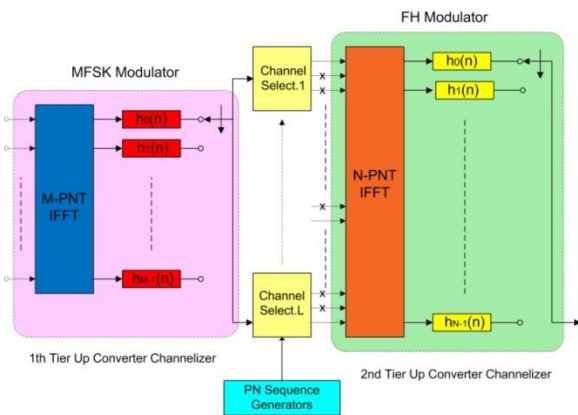 FH Modulator
MFSK Modulator
Channel
Select.1
h0(n)
h1(n)
h0(n)
h1(n)
M-PNT
IFFT
N-PNT
IFFT
hM-1(n)
Channel
Select.L
hN-1(n)
1th Tier Up Converter Channelizer
PN Sequence
Generators
2nd Tier Up Converter Channelizer
x
x
x
x
x